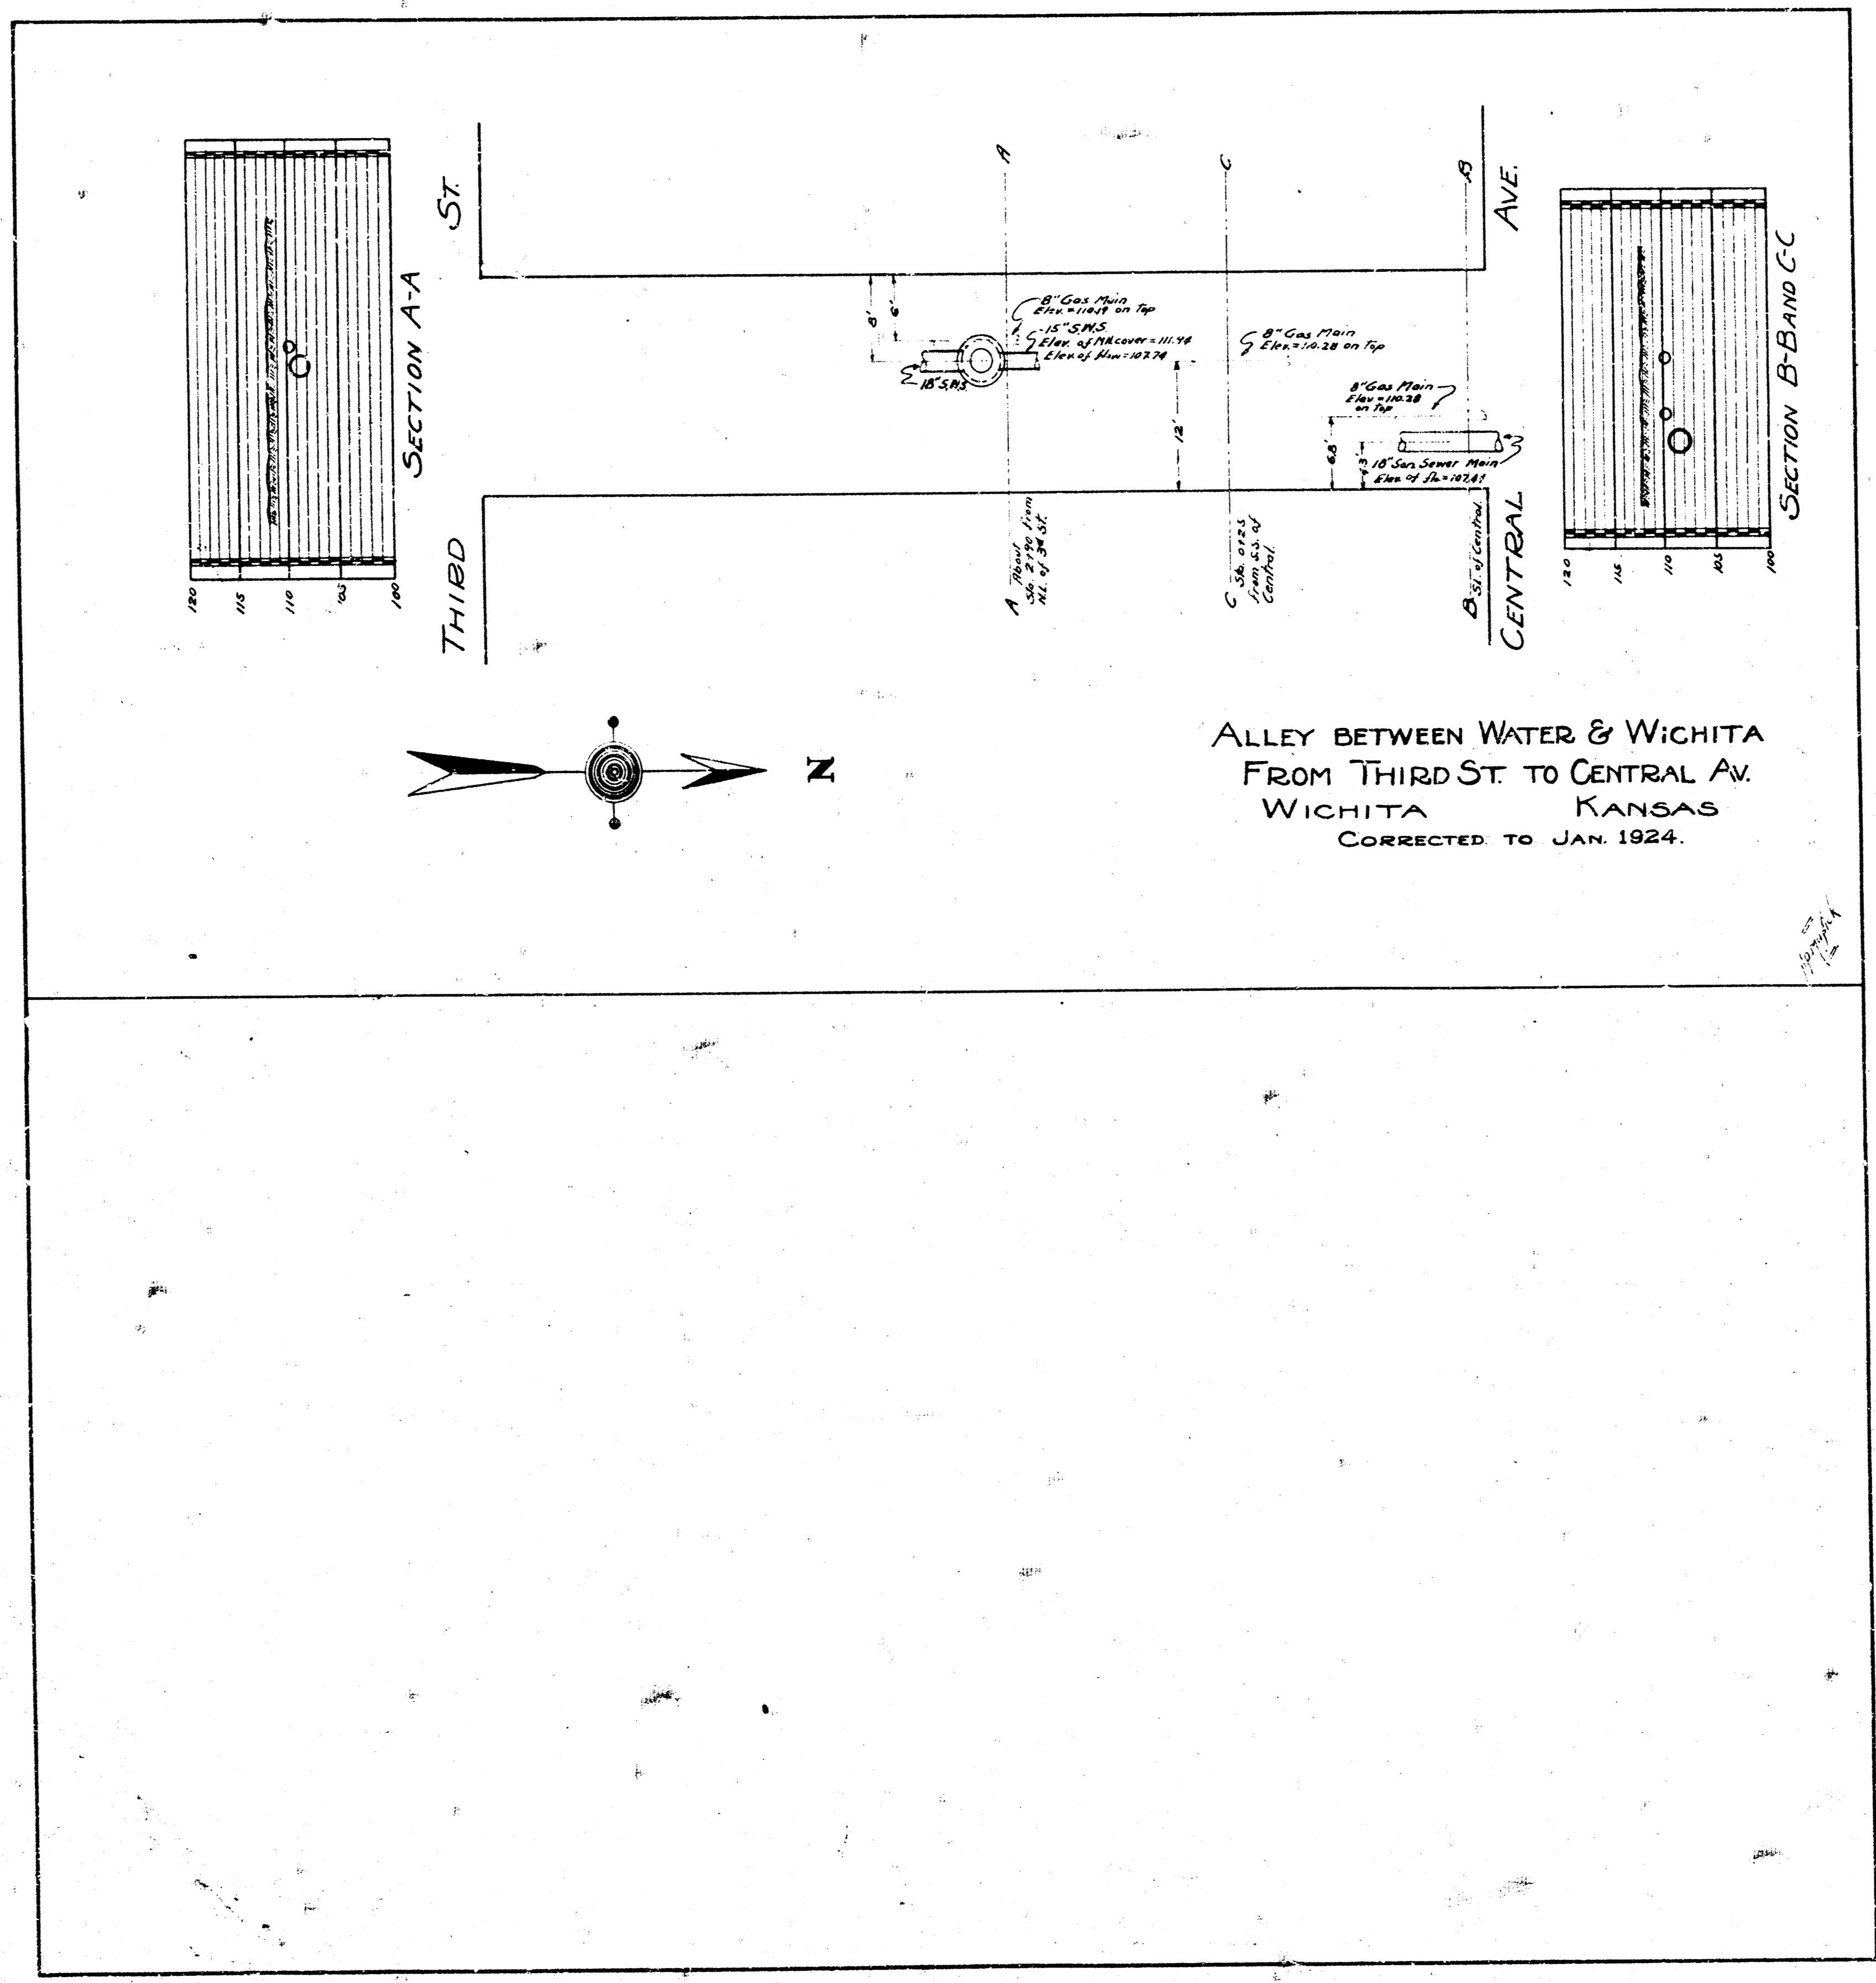 SECTION A-A
120
115
110
105
100
THIRD ST.
A
C
B
8'
6'
8" Gas Main
Elev. = 110.19 on Top
15" S.W.S.
Elev. of M.H. cover = 111.44
Elev. of flow = 107.74
18" S.W.S.
8" Gas Main
Elev. = 110.28 on Top
12'
8" Gas Main
Elev = 110.28
on Top
6.8'
4.3'
18" San Sewer Main
Elev. of flo = 107.49
A
About
Sta. 2+90 from
N.L. of 3rd St.
C
Sta. 0+25
from S.S. of
Central.
B
S.L. of Central.
CENTRAL AVE.
SECTION B-B AND C-C
120
115
110
105
100
N
ALLEY BETWEEN WATER & WICHITA
FROM THIRD ST. TO CENTRAL AV.
WICHITA KANSAS
CORRECTED TO JAN. 1924.